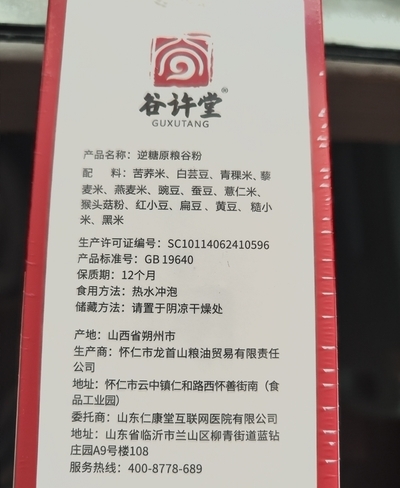 谷许堂®
GUXUTANG
产品名称：逆糖原粮谷粉
配 料：苦荞米、白芸豆、青稞米、藜
麦米、燕麦米、豌豆、蚕豆、薏仁米、
猴头菇粉、红小豆、扁豆、黄豆、糙小
米、黑米
生产许可证编号：SC10114062410596
产品标准号：GB 19640
保质期：12个月
食用方法：热水冲泡
储藏方法：请置于阴凉干燥处
产地：山西省朔州市
生产商：怀仁市龙首山粮油贸易有限责任
公司
地址：怀仁市云中镇仁和路西怀善街南（食
品工业园）
委托商：山东仁康堂互联网医院有限公司
地址：山东省临沂市兰山区柳青街道蓝钻
庄园A9号楼108
服务热线：400-8778-689